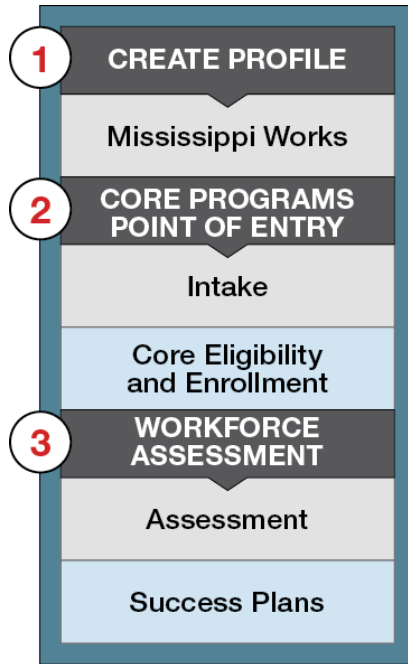 1
CREATE PROFILE
Mississippi Works
2
CORE PROGRAMS
POINT OF ENTRY
Intake
Core Eligibility
and Enrollment
3
WORKFORCE
ASSESSMENT
Assessment
Success Plans